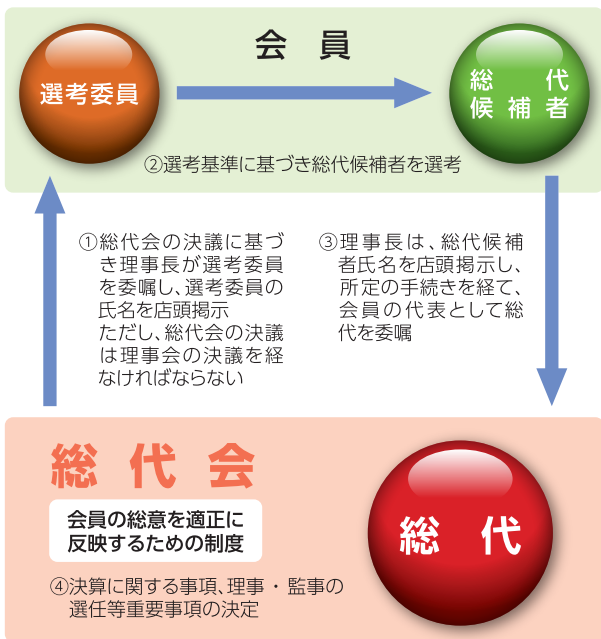 会員
選考委員
総代
候補者
②選考基準に基づき総代候補者を選考
①総代会の決議に基づ
き理事長が選考委員
を委嘱し、選考委員の
氏名を店頭掲示
ただし、総代会の決議
は理事会の決議を経
なければならない
③理事長は、総代候補
者氏名を店頭掲示し、
所定の手続きを経て、
会員の代表として総
代を委嘱
総代会
会員の総意を適正に
反映するための制度
④決算に関する事項、理事・監事の
選任等重要事項の決定
総代